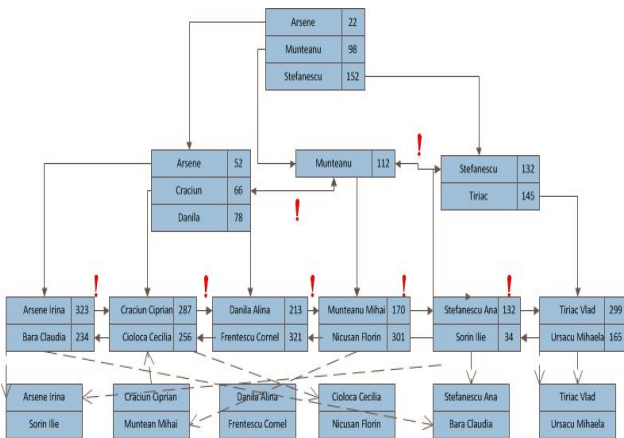 Arsene 22
Munteanu 98
Stefanescu 152
Arsene 52
Craciun 66
Danila 78
Munteanu 112
!
!
Stefanescu 132
Tiriac 145
! ! ! ! !
Arsene Irina 323
Bara Claudia 234
Craciun Ciprian 287
Cioloca Cecilia 256
Danila Alina 213
Frentescu Cornel 321
Munteanu Mihai 170
Nicusan Florin 301
Stefanescu Ana 132
Sorin Ilie 34
Tiriac Vlad 299
Ursacu Mihaela 165
Arsene Irina
Sorin Ilie
Craciun Ciprian
Muntean Mihai
Danila Alina
Frentescu Cornel
Cioloca Cecilia
Nicusan Florin
Stefanescu Ana
Bara Claudia
Tiriac Vlad
Ursacu Mihaela